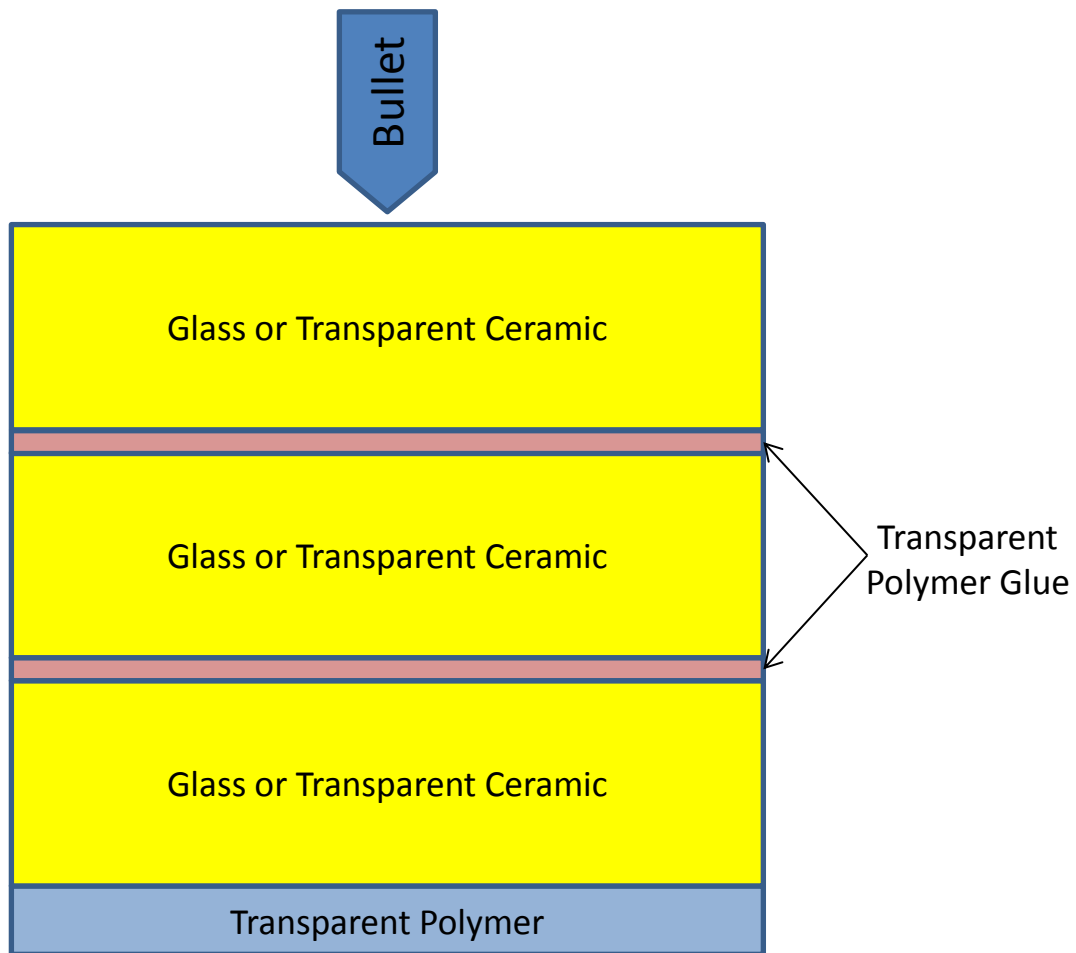 Bullet
Glass or Transparent Ceramic
Glass or Transparent Ceramic
Transparent
Polymer Glue
Glass or Transparent Ceramic
Transparent Polymer